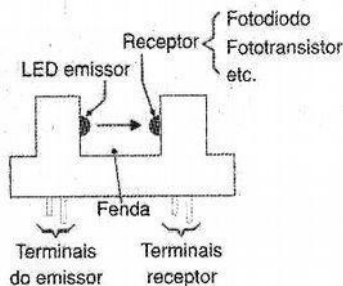 Receptor
Fotodiodo
Fototransistor
etc.
LED emissor
Fenda
Terminais
do emissor
Terminais
receptor